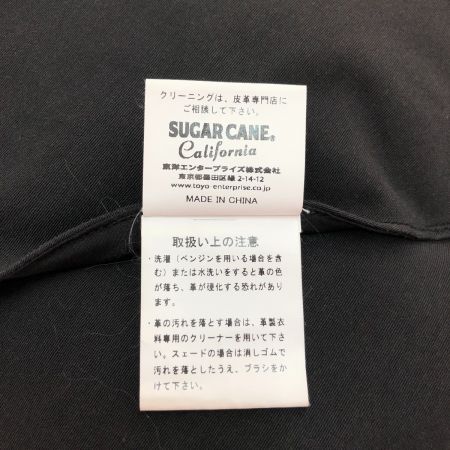 クリーニングは、皮革専門店に
ご相談して下さい。
SUGAR CANE®
California
東洋エンタープライズ株式会社
東京都墨田区緑2-14-12
www.toyo-enterprise.co.jp
MADE IN CHINA
取扱い上の注意
・洗濯(ベンジンを用いる場合を含
む)または水洗いをすると革の色
が落ち、革が硬化する恐れがあり
ます。
・革の汚れを落とす場合は、革製衣
料専用のクリーナーを用いて下さ
い。スェードの場合は消しゴムで
汚れを落としたうえ、ブラシをか
けて下さい。